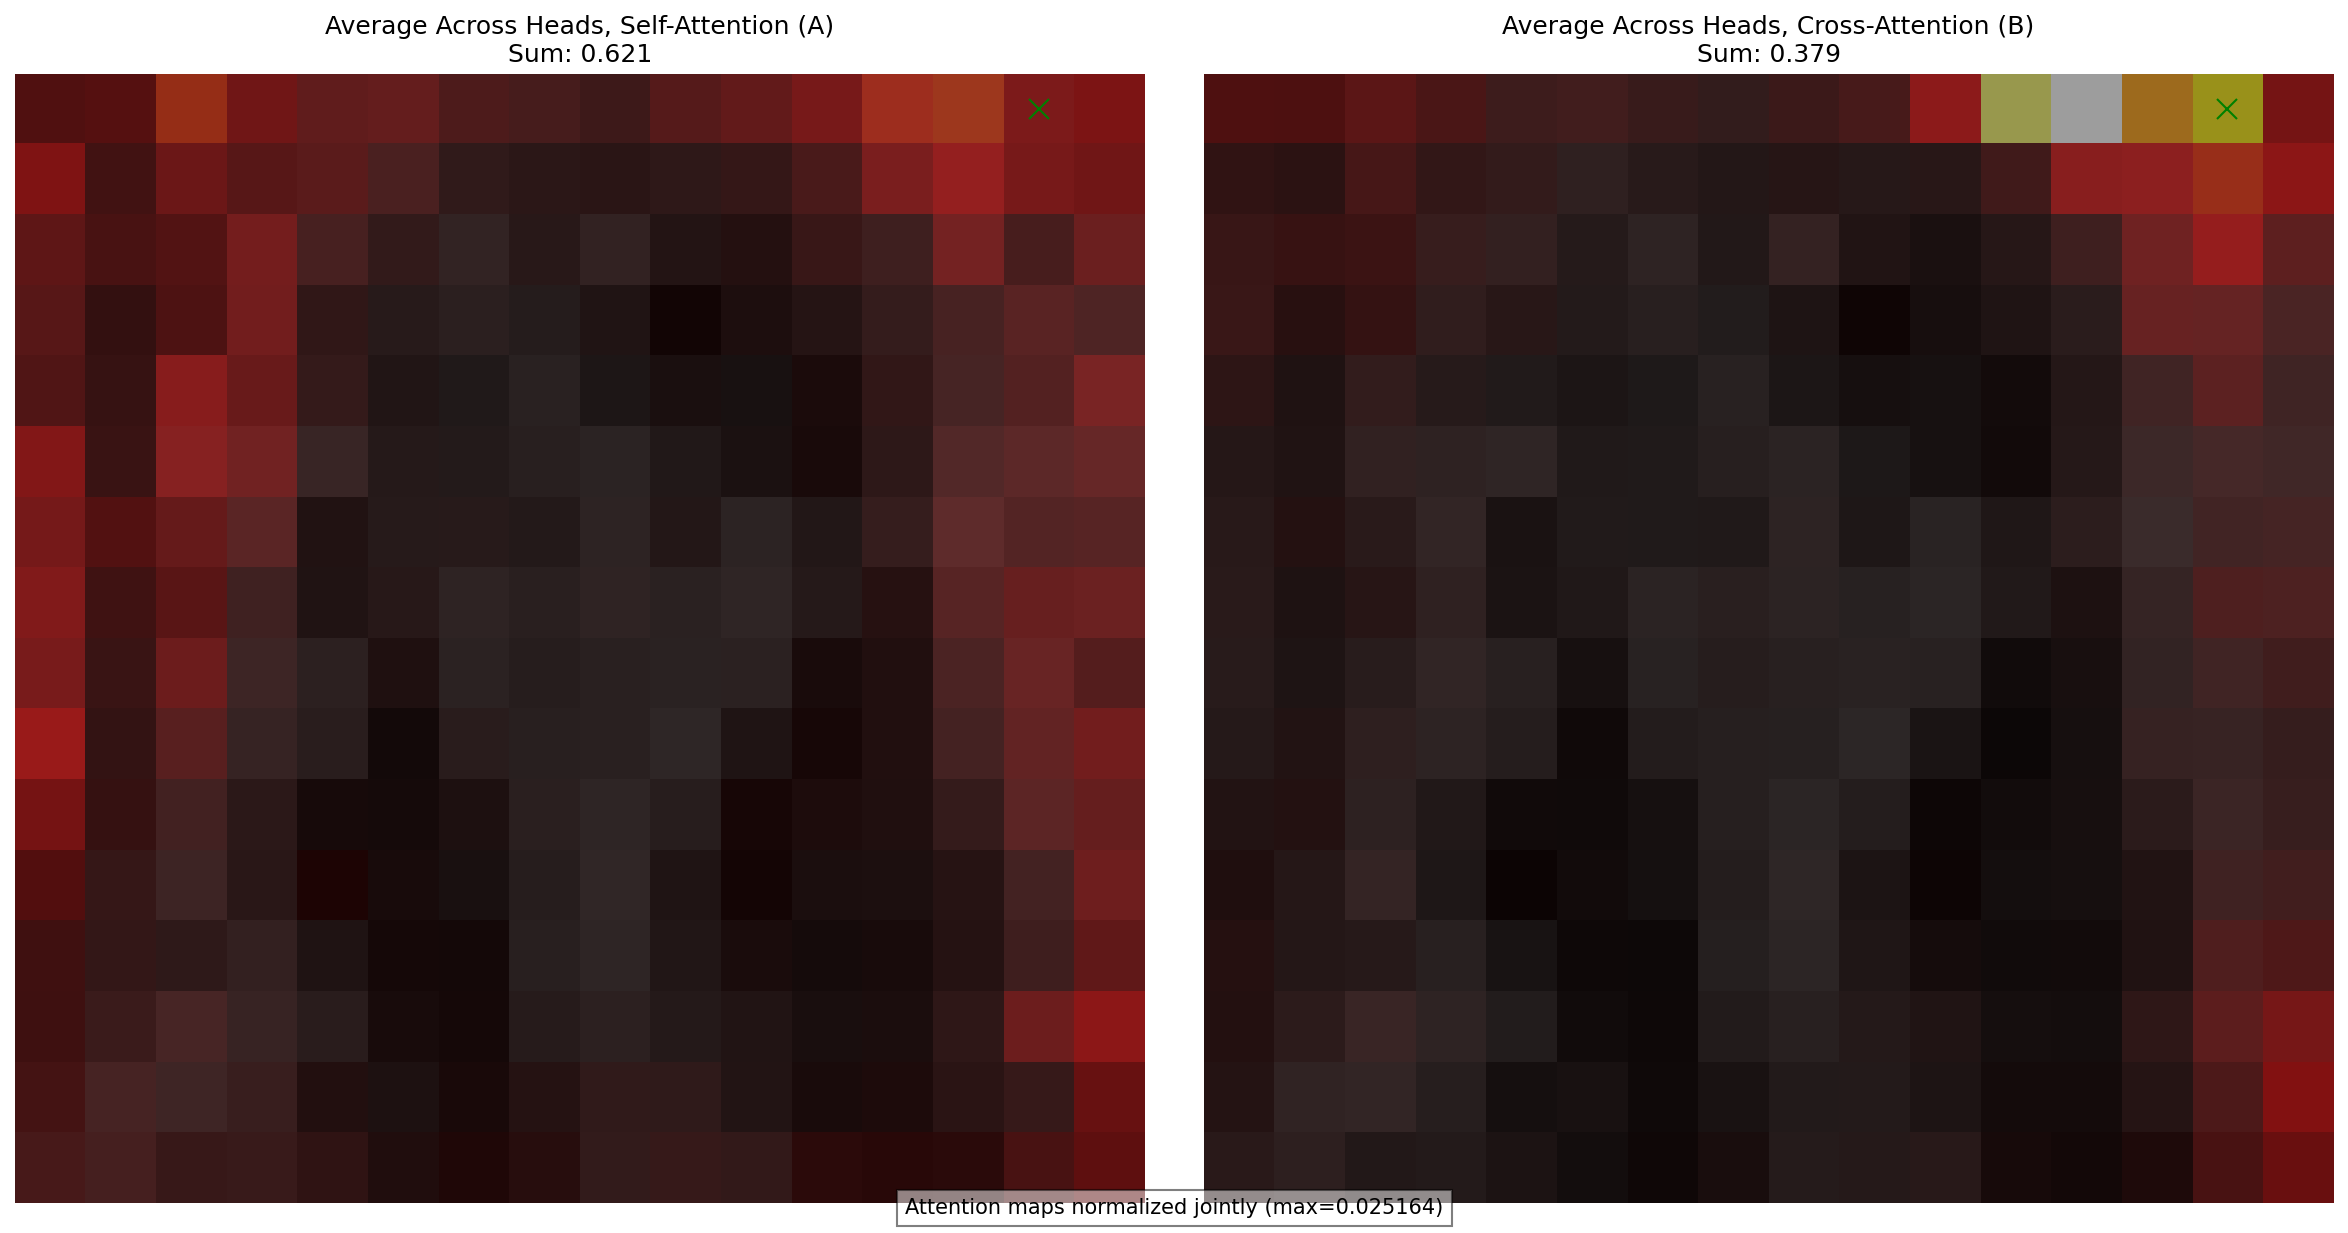 Average Across Heads, Self-Attention (A)
Sum: 0.621
Average Across Heads, Cross-Attention (B)
Sum: 0.379
Attention maps normalized jointly (max=0.025164)